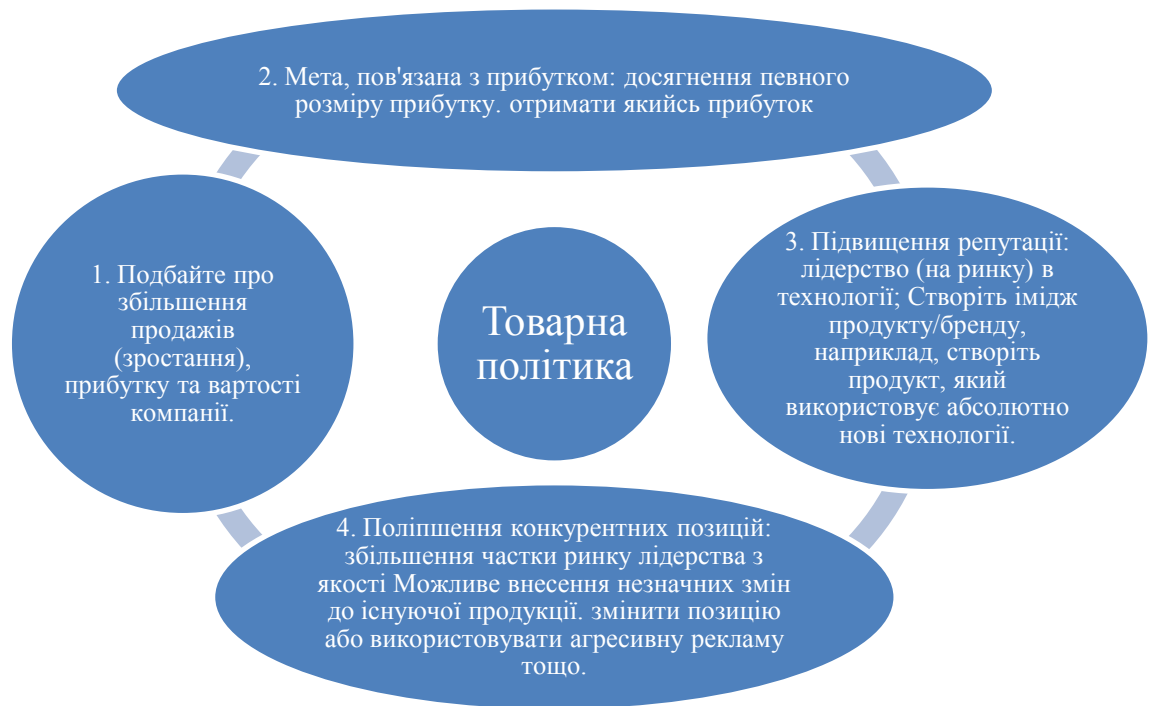 2. Мета, пов'язана з прибутком: досягнення певного
розміру прибутку. отримати якийсь прибуток
1. Подбайте про
збільшення
продажів
(зростання),
прибутку та вартості
компанії.
Товарна
політика
3. Підвищення репутації:
лідерство (на ринку) в
технології; Створіть імідж
продукту/бренду,
наприклад, створіть
продукт, який
використовує абсолютно
нові технології.
4. Поліпшення конкурентних позицій:
збільшення частки ринку лідерства з
якості Можливе внесення незначних змін
до існуючої продукції. змінити позицію
або використовувати агресивну рекламу
тощо.